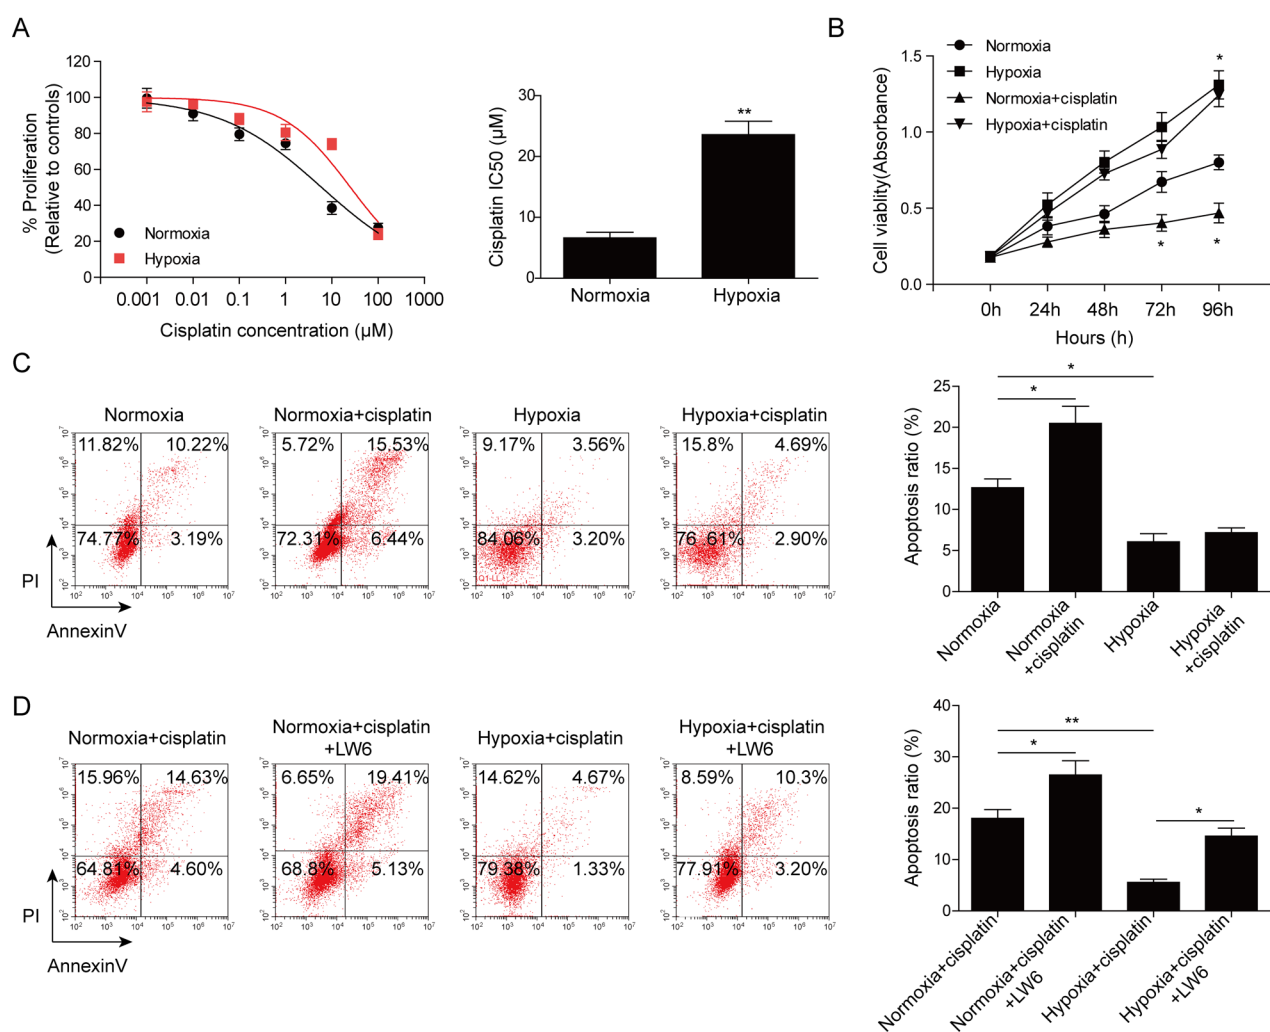 A
% Proliferation
(Relative to controls)
120
100
80
60
40
20
0
Normoxia
Hypoxia
0.001 0.01 0.1 1 10 100 1000
Cisplatin concentration (µM)
Cisplatin IC50 (µM)
30
20
10
0
**
Normoxia Hypoxia
B
Normoxia
Hypoxia
Normoxia+cisplatin
Hypoxia+cisplatin
Cell viablity(Absorbance)
1.5
1.0
0.5
0.0
*
*
*
0h 24h 48h 72h 96h
Hours (h)
C
Normoxia
11.82% 10.22%
74.77% 3.19%
Normoxia+cisplatin
5.72% 15.53%
72.31% 6.44%
Hypoxia
9.17% 3.56%
84.06% 3.20%
Q1-LL
Hypoxia+cisplatin
15.8% 4.69%
76.61% 2.90%
PI
AnnexinV
Apoptosis ratio (%)
25
20
15
10
5
0
*
*
Normoxia
Normoxia
+cisplatin
Hypoxia
Hypoxia
+cisplatin
D
Normoxia+cisplatin
15.96% 14.63%
64.81% 4.60%
Normoxia+cisplatin
+LW6
6.65% 19.41%
68.8% 5.13%
Hypoxia+cisplatin
14.62% 4.67%
79.38% 1.33%
Hypoxia+cisplatin
+LW6
8.59% 10.3%
77.91% 3.20%
PI
AnnexinV
Apoptosis ratio (%)
40
30
20
10
0
**
*
*
Normoxia+cisplatin
Normoxia+cisplatin
+LW6
Hypoxia+cisplatin
Hypoxia+cisplatin
+LW6